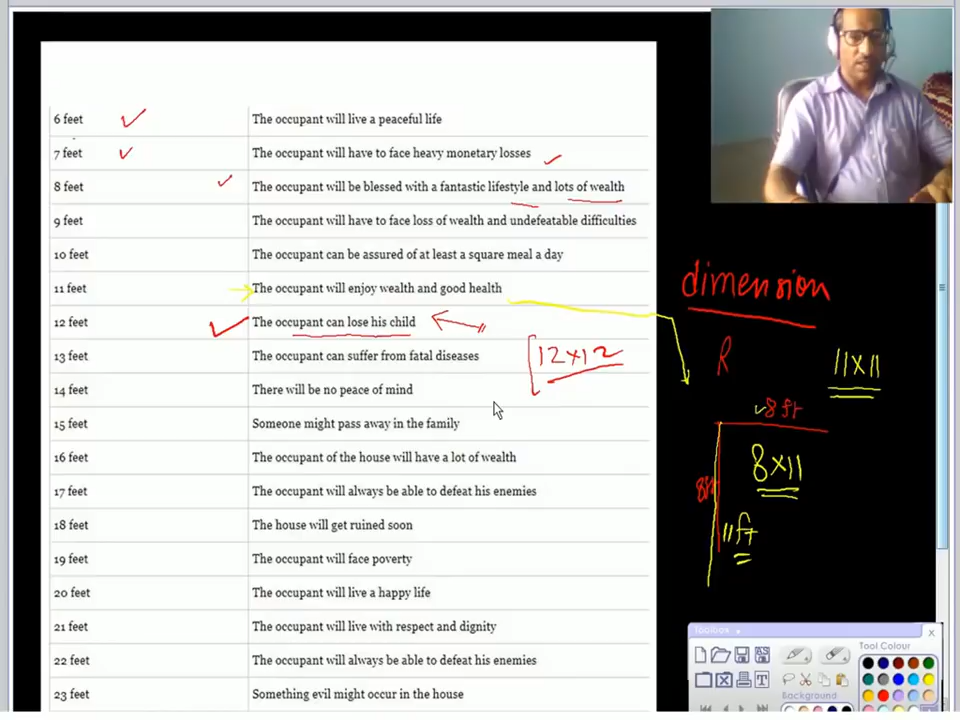 6 feet The occupant will live a peaceful life
7 feet The occupant will have to face heavy monetary losses
8 feet The occupant will be blessed with a fantastic lifestyle and lots of wealth
9 feet The occupant will have to face loss of wealth and undefeatable difficulties
10 feet The occupant can be assured of at least a square meal a day
11 feet The occupant will enjoy wealth and good health
12 feet The occupant can lose his child
13 feet The occupant can suffer from fatal diseases
14 feet There will be no peace of mind
15 feet Someone might pass away in the family
16 feet The occupant of the house will have a lot of wealth
17 feet The occupant will always be able to defeat his enemies
18 feet The house will get ruined soon
19 feet The occupant will face poverty
20 feet The occupant will live a happy life
21 feet The occupant will live with respect and dignity
22 feet The occupant will always be able to defeat his enemies
23 feet Something evil might occur in the house
12x12
dimension
R
11x11
8 ft
8x11
11ft
Toolbox
Tool Colour
Background